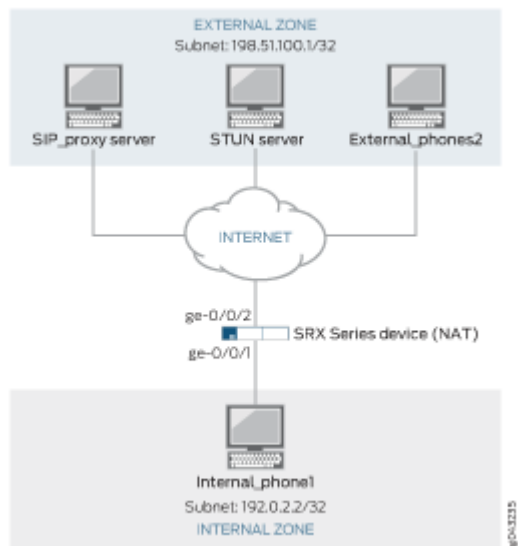 EXTERNAL ZONE
Subnet: 198.51.100.1/32
SIP_proxy server
STUN server
External_phones2
INTERNET
ge-0/0/2
SRX Series device (NAT)
ge-0/0/1
Internal_phone1
Subnet: 192.0.2.2/32
INTERNAL ZONE
g043235